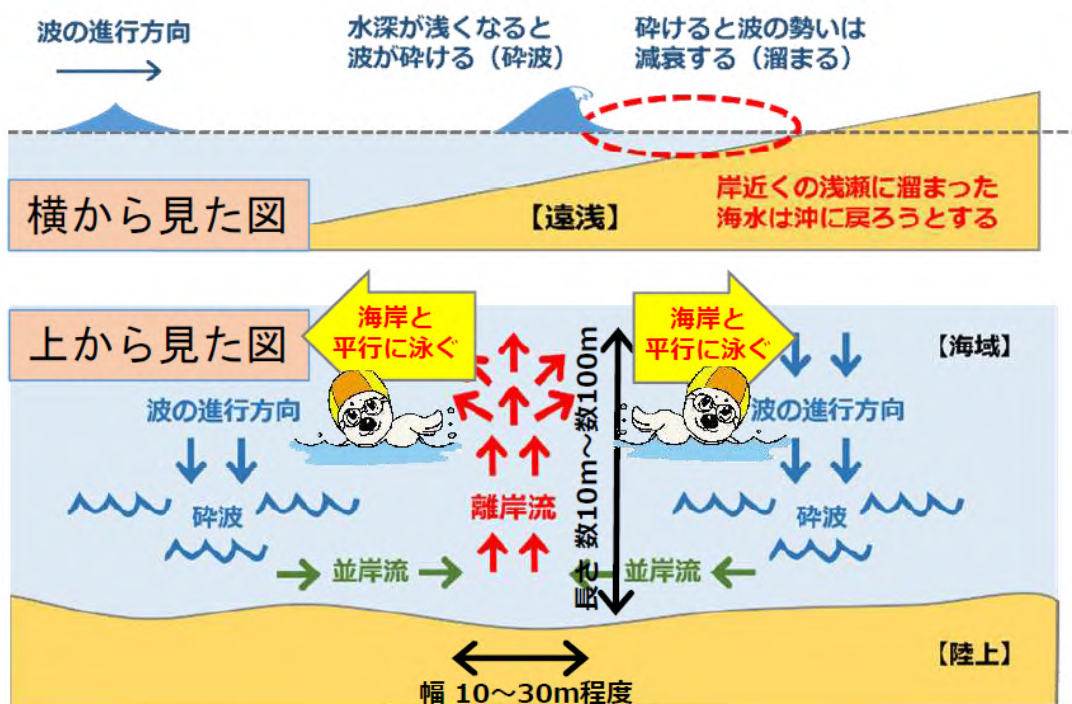 波の進行方向
水深が浅くなると
波が砕ける（砕波）
砕けると波の勢いは
減衰する（溜まる）
横から見た図
【遠浅】
岸近くの浅瀬に溜まった
海水は沖に戻ろうとする
上から見た図
海岸と
平行に泳ぐ
海岸と
平行に泳ぐ
【海域】
波の進行方向
波の進行方向
砕波
離岸流
長さ 数10m～数100m
砕波
並岸流
並岸流
【陸上】
幅 10～30m程度